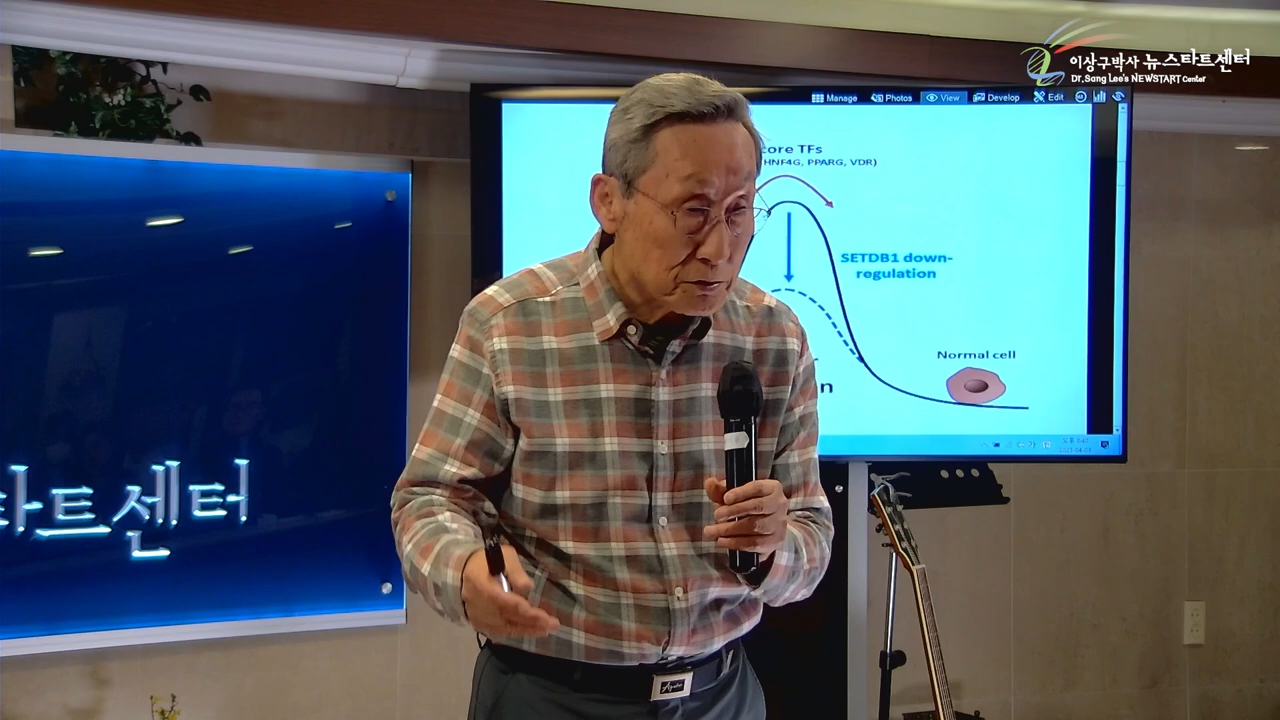 이상구박사 뉴스타트센터
Dr. Sang Lee's NEWSTART Center
Manage Photos View Develop Edit
core TFs
HNF4G, PPARG, VDR)
SETDB1 down-
regulation
Normal cell
n
타트센터